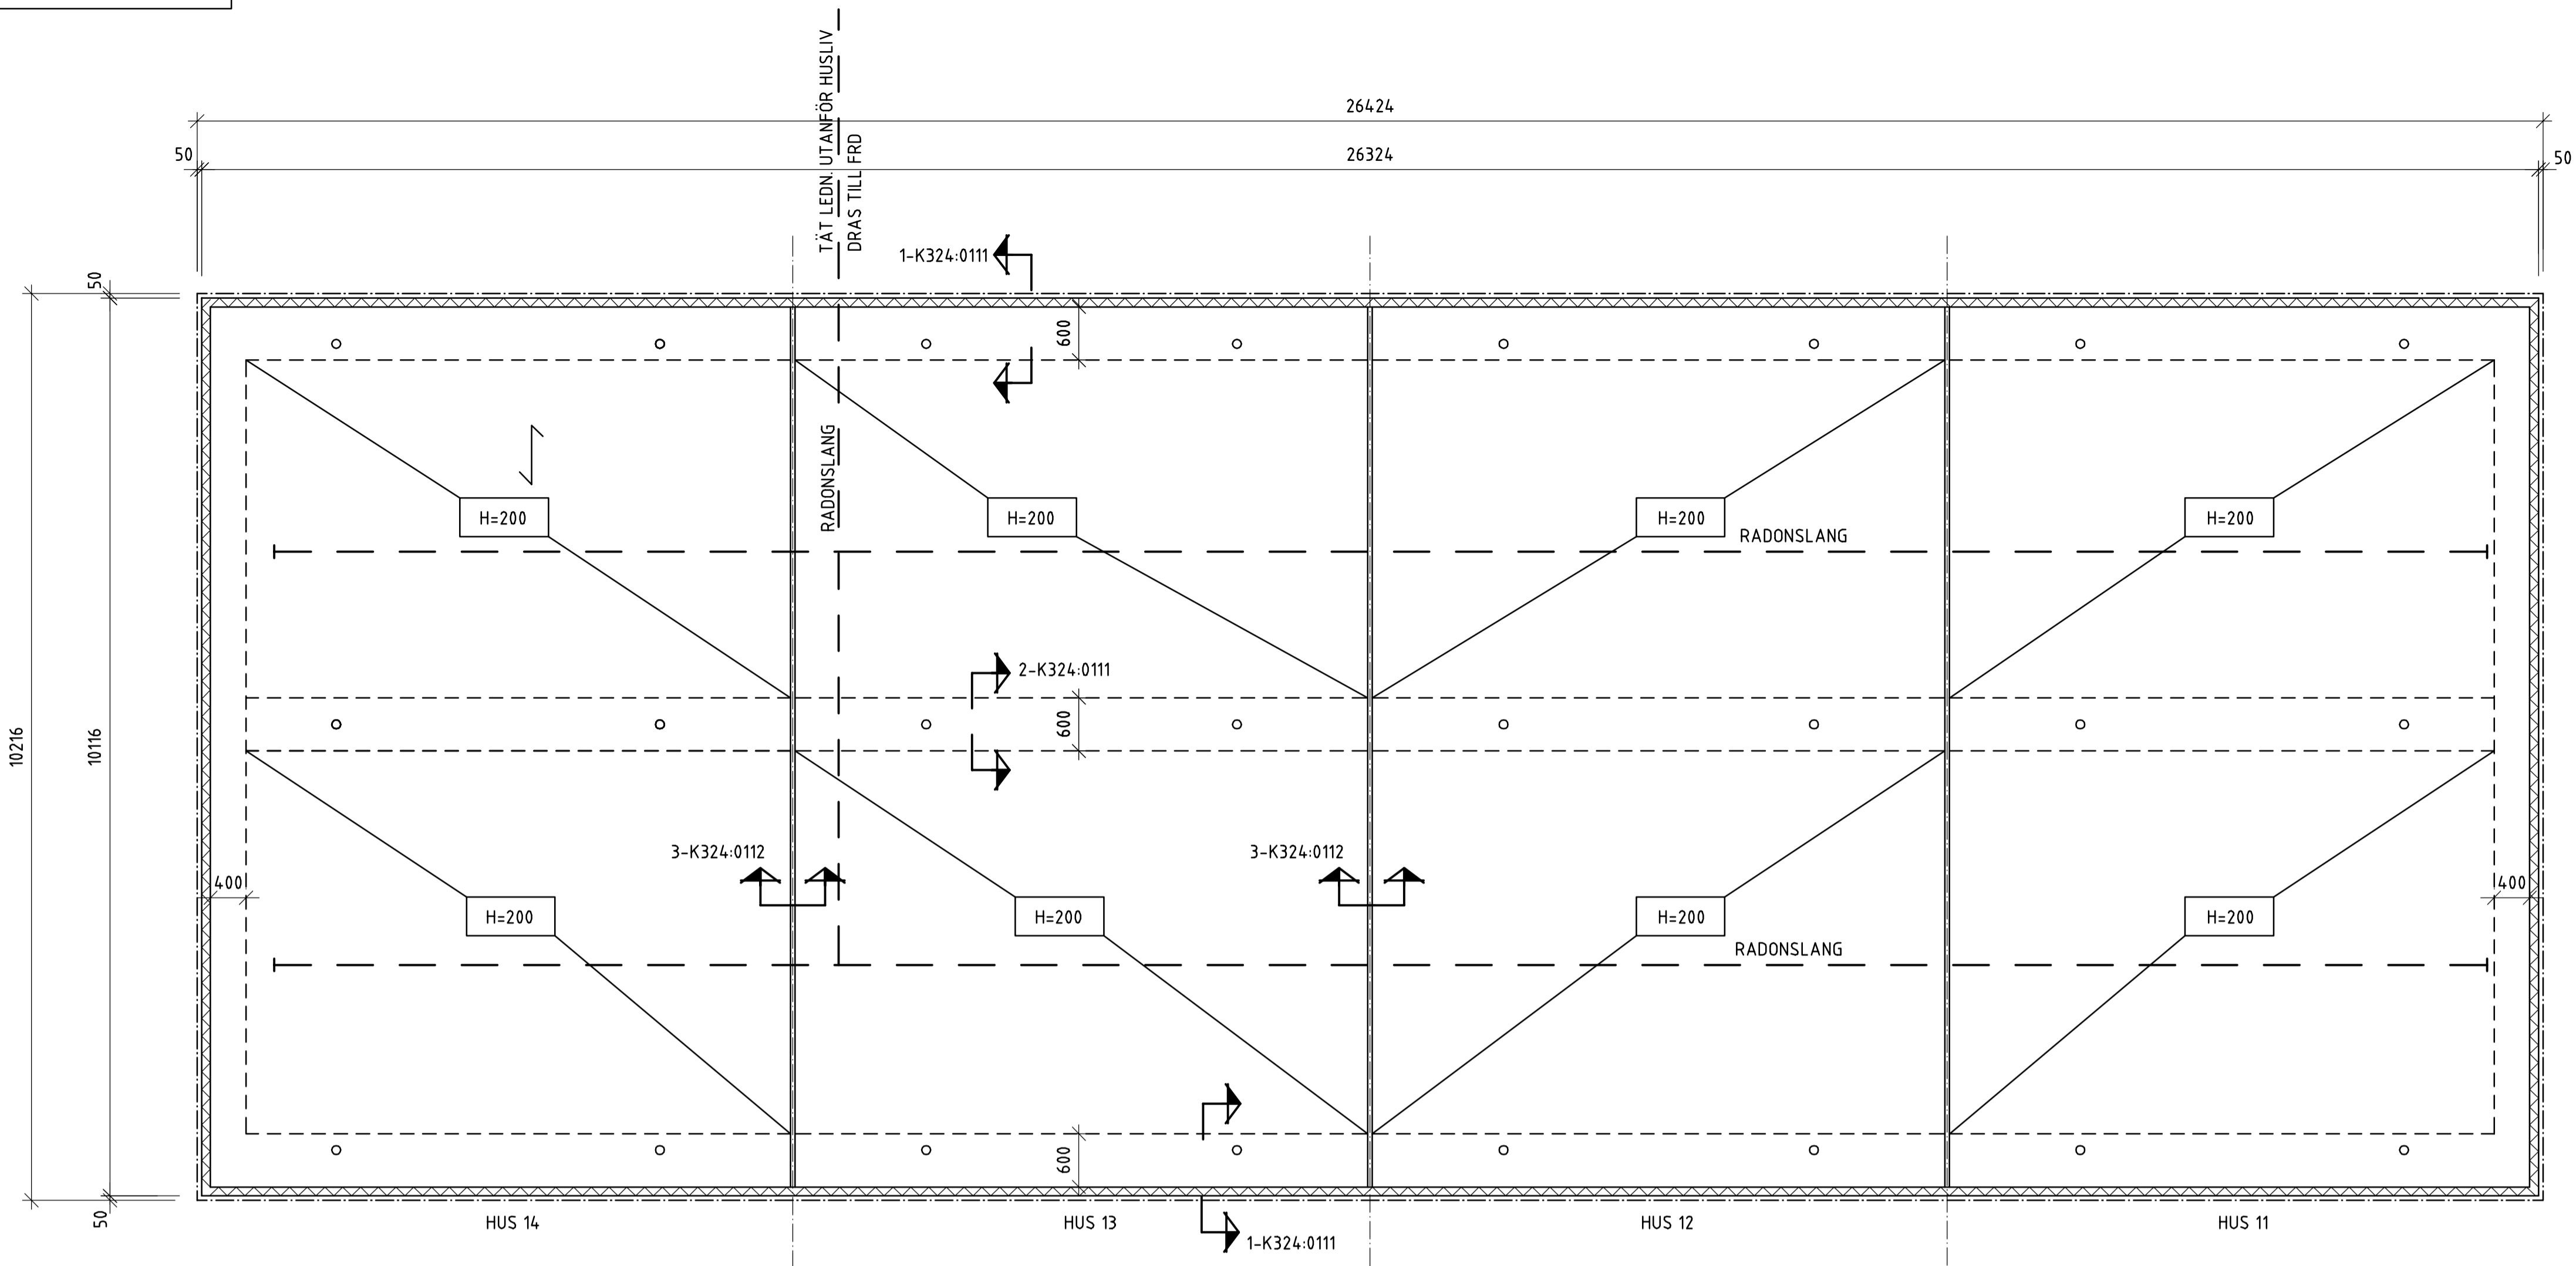 TÄT LEDN. UTANFÖR HUSLIV
DRAS TILL FRD
26424
50
26324
50
1-K324:0111
50
600
RADONSLANG
H=200
H=200
H=200
H=200
RADONSLANG
2-K324:0111
600
10216
10116
3-K324:0112
3-K324:0112
400
400
H=200
H=200
H=200
H=200
RADONSLANG
600
50
HUS 14
HUS 13
HUS 12
HUS 11
1-K324:0111